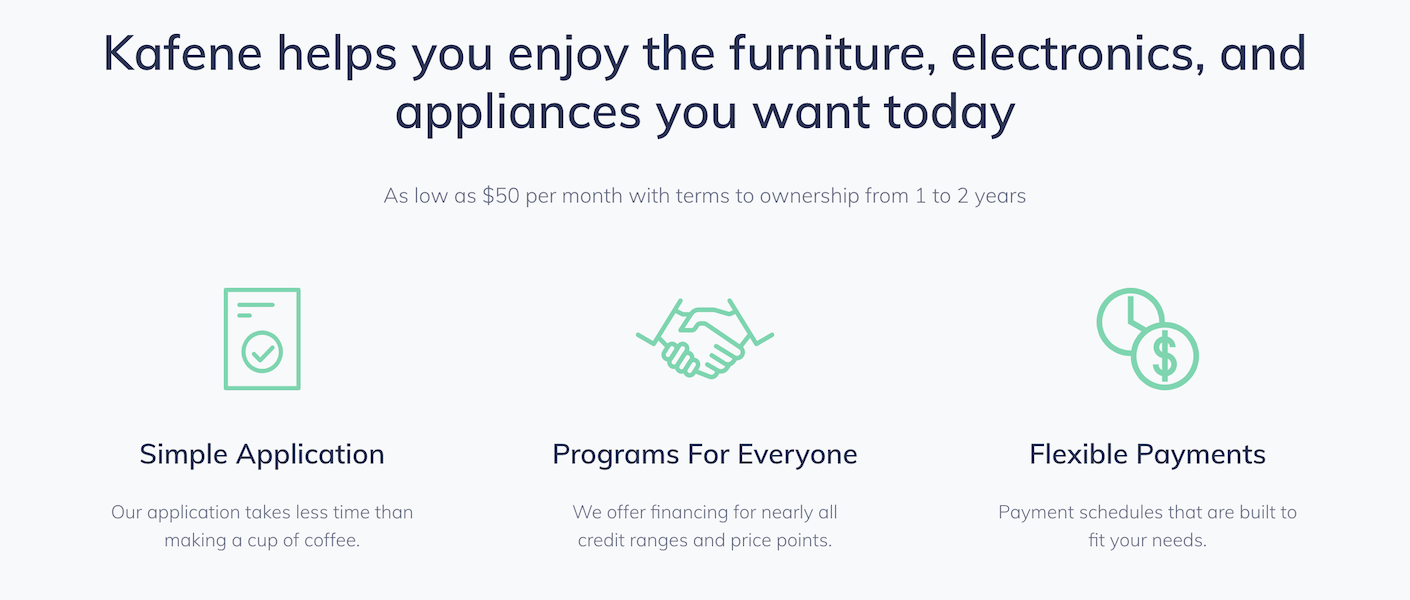 Kafene helps you enjoy the furniture, electronics, and
appliances you want today
As low as $50 per month with terms to ownership from 1 to 2 years
Simple Application
Our application takes less time than
making a cup of coffee.
Programs For Everyone
We offer financing for nearly all
credit ranges and price points.
Flexible Payments
Payment schedules that are built to
fit your needs.